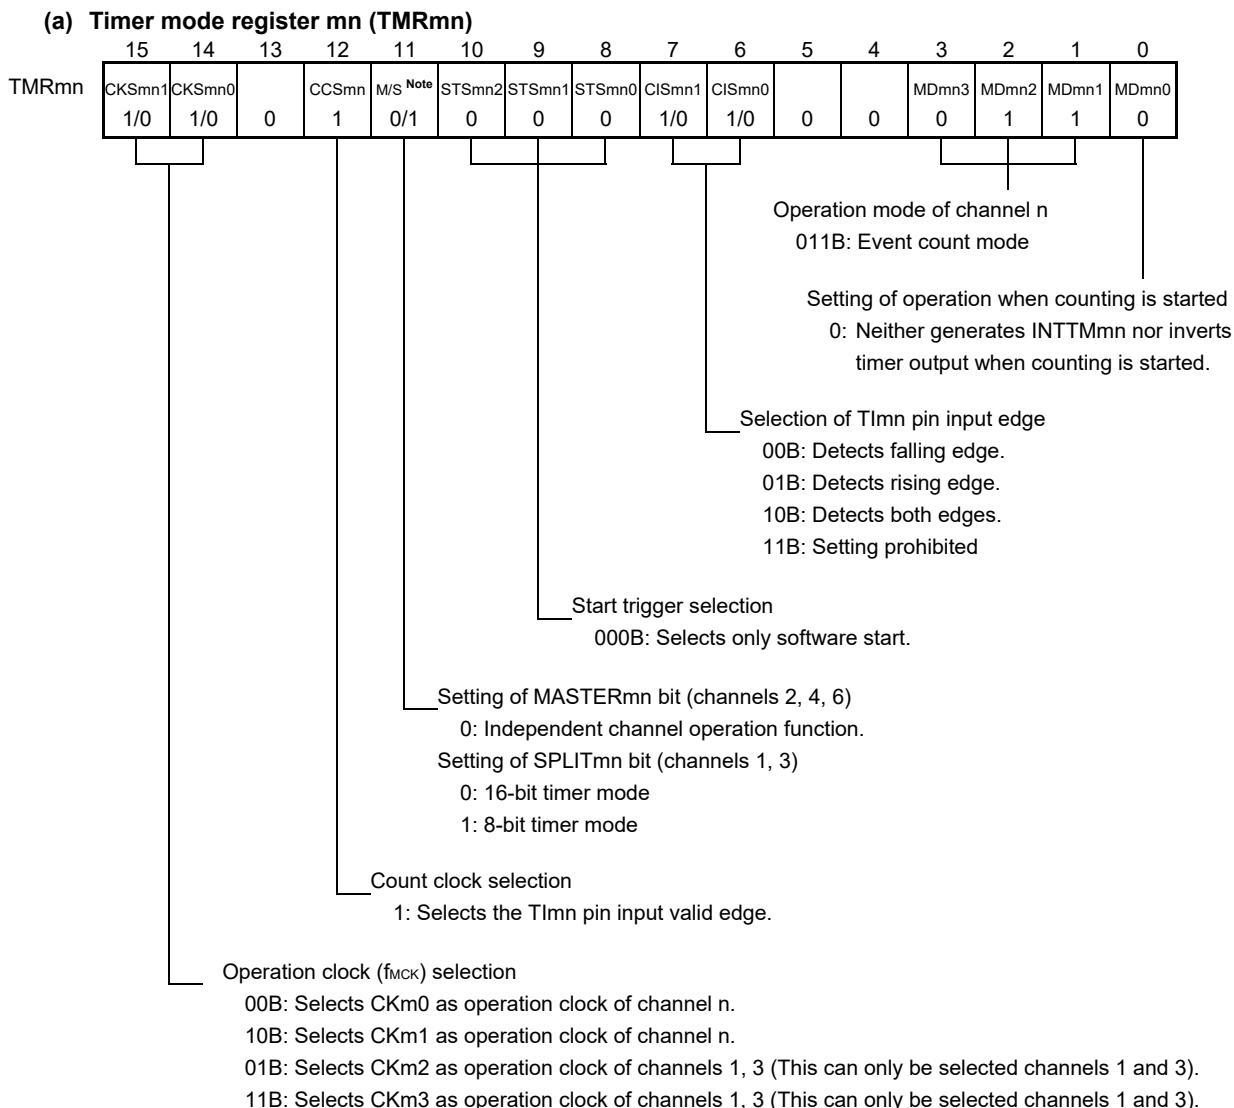 (a) Timer mode register mn (TMRmn)
15 14 13 12 11 10 9 8 7 6 5 4 3 2 1 0
TMRmn CKSmn1 CKSmn0 CCSmn M/S Note STSmn2 STSmn1 STSmn0 CISmn1 CISmn0 MDmn3 MDmn2 MDmn1 MDmn0
1/0 1/0 0 1 0/1 0 0 0 1/0 1/0 0 0 0 1 1 0
Operation mode of channel n
011B: Event count mode
Setting of operation when counting is started
0: Neither generates INTTMmn nor inverts
timer output when counting is started.
Selection of TImn pin input edge
00B: Detects falling edge.
01B: Detects rising edge.
10B: Detects both edges.
11B: Setting prohibited
Start trigger selection
000B: Selects only software start.
Setting of MASTERmn bit (channels 2, 4, 6)
0: Independent channel operation function.
Setting of SPLITmn bit (channels 1, 3)
0: 16-bit timer mode
1: 8-bit timer mode
Count clock selection
1: Selects the TImn pin input valid edge.
Operation clock (fMCK) selection
00B: Selects CKm0 as operation clock of channel n.
10B: Selects CKm1 as operation clock of channel n.
01B: Selects CKm2 as operation clock of channels 1, 3 (This can only be selected channels 1 and 3).
11B: Selects CKm3 as operation clock of channels 1, 3 (This can only be selected channels 1 and 3).